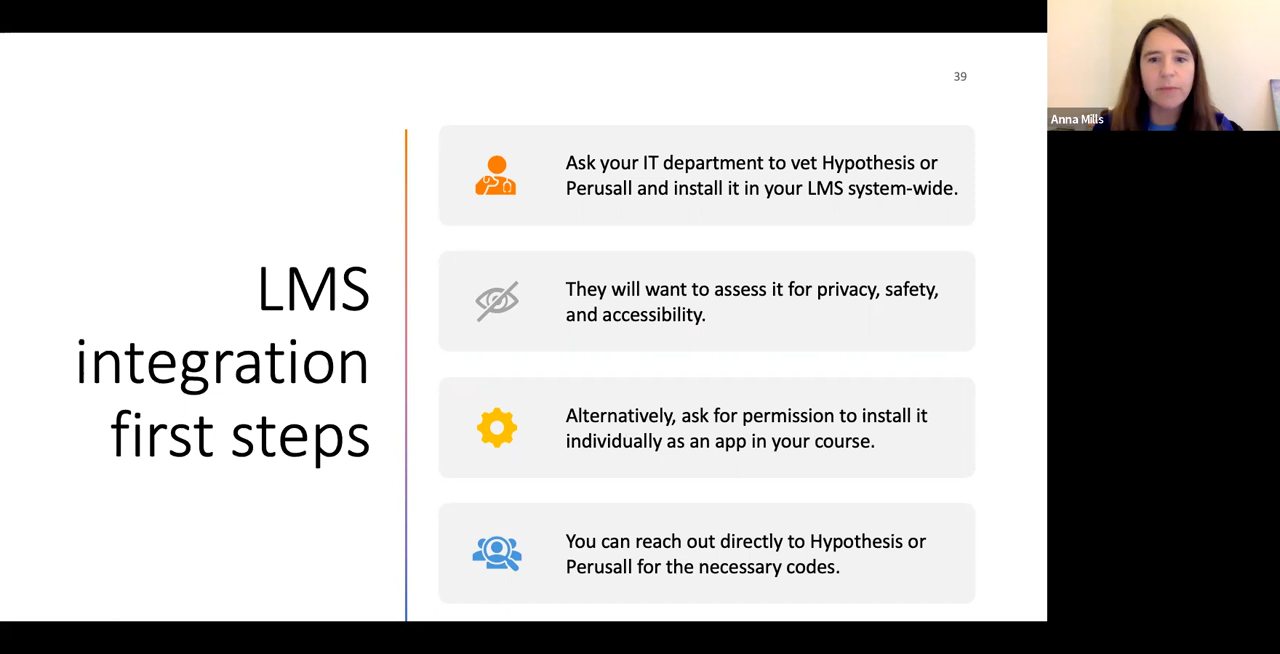 39
Anna Mills
LMS
integration
first steps
Ask your IT department to vet Hypothesis or
Perusall and install it in your LMS system-wide.
They will want to assess it for privacy, safety,
and accessibility.
Alternatively, ask for permission to install it
individually as an app in your course.
You can reach out directly to Hypothesis or
Perusall for the necessary codes.